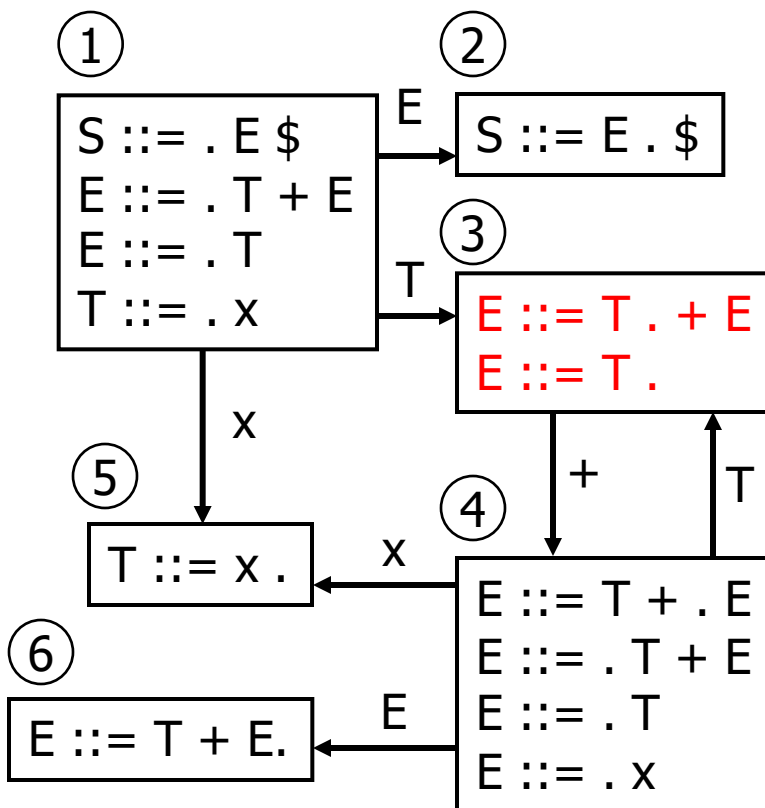 1
S ::= . E $
E ::= . T + E
E ::= . T
T ::= . x
E
2
S ::= E . $
T
3
E ::= T . + E
E ::= T .
x
+
T
5
T ::= x .
x
4
E ::= T + . E
E ::= . T + E
E ::= . T
E ::= . x
6
E ::= T + E.
E